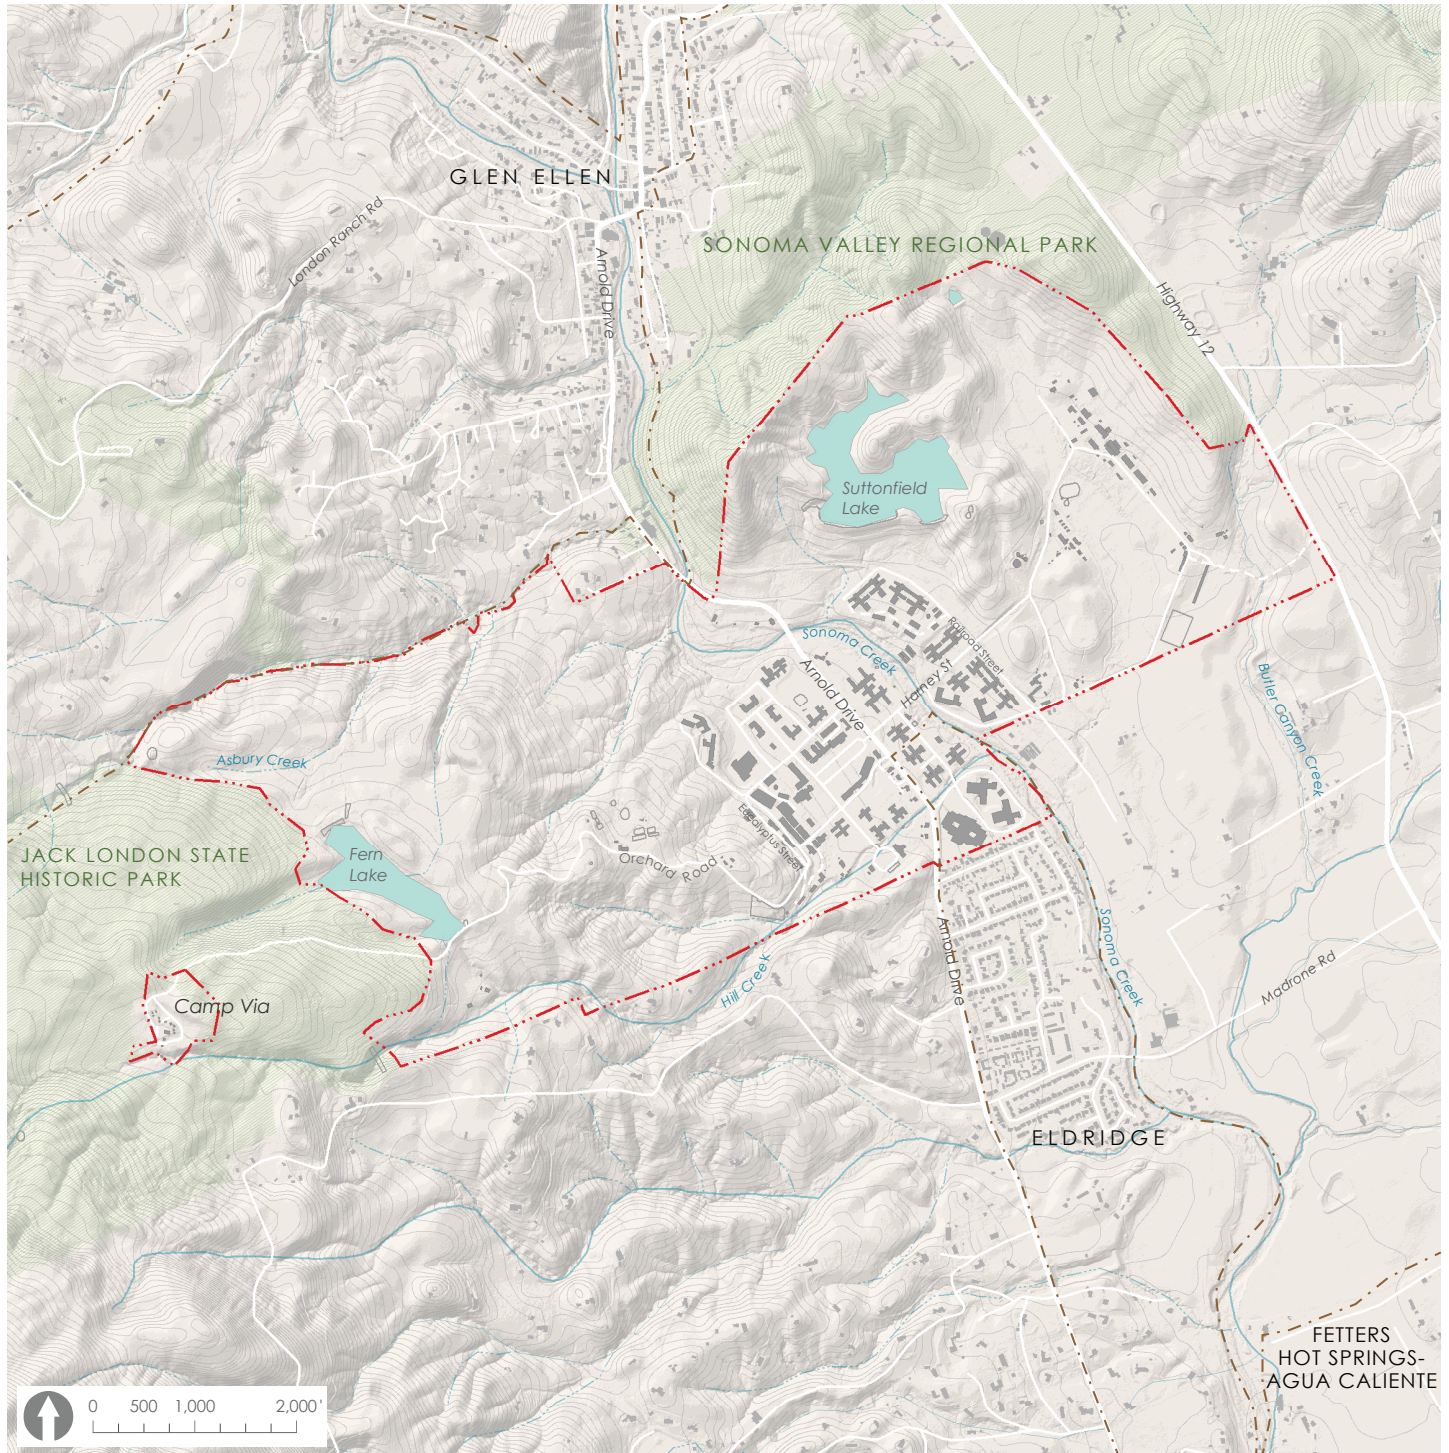 GLEN ELLEN
London Ranch Rd
Arnold Drive
SONOMA VALLEY REGIONAL PARK
Highway 12
Suttonfield
Lake
Sonoma Creek
Railroad Street
Harney St
Arnold Drive
Butler Canyon Creek
Asbury Creek
Eucalyptus Street
JACK LONDON STATE
HISTORIC PARK
Fern
Lake
Orchard Road
Arnold Drive
Sonoma Creek
Hill Creek
Madrone Rd
Camp Via
ELDRIDGE
FETTERS
HOT SPRINGS-
AGUA CALIENTE
0 500 1,000 2,000'